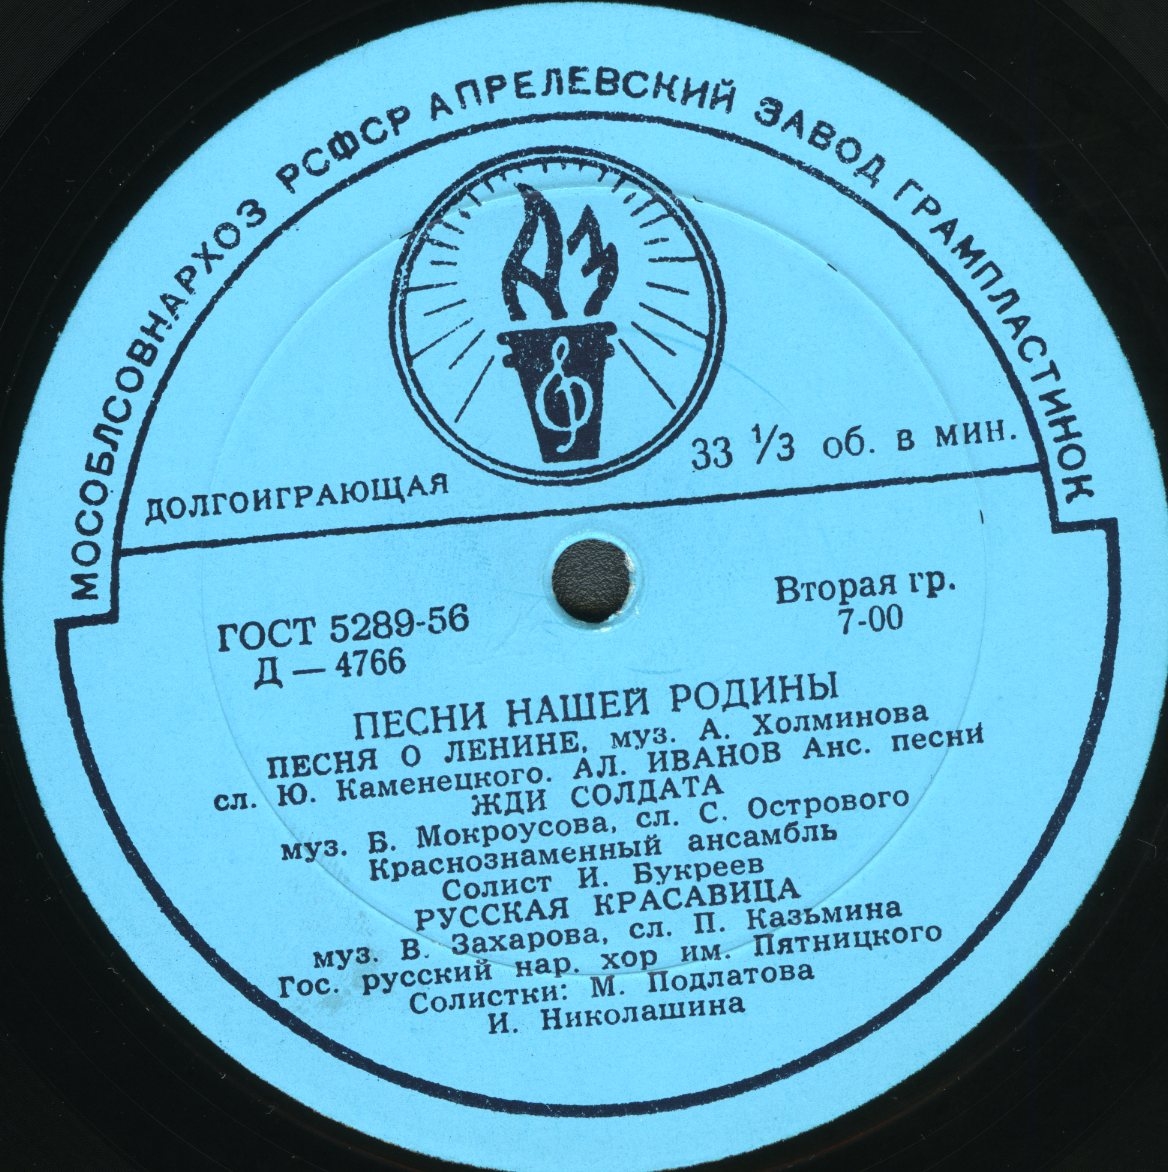 МОСОБЛСОВНАРХОЗ РСФСР АПРЕЛЕВСКИЙ ЗАВОД ГРАМПЛАСТИНОК
АЗ
ДОЛГОИГРАЮЩАЯ
33 1/3 об. в мин.
ГОСТ 5289-56
Д — 4766
Вторая гр.
7-00
ПЕСНИ НАШЕЙ РОДИНЫ
ПЕСНЯ О ЛЕНИНЕ, муз. А. Холминова
сл. Ю. Каменецкого. АЛ. ИВАНОВ Анс. песни
ЖДИ СОЛДАТА
муз. Б. Мокроусова, сл. С. Острового
Краснознаменный ансамбль
Солист И. Букреев
РУССКАЯ КРАСАВИЦА
муз. В. Захарова, сл. П. Казьмина
Гос. русский нар. хор им. Пятницкого
Солистки: М. Подлатова
И. Николашина